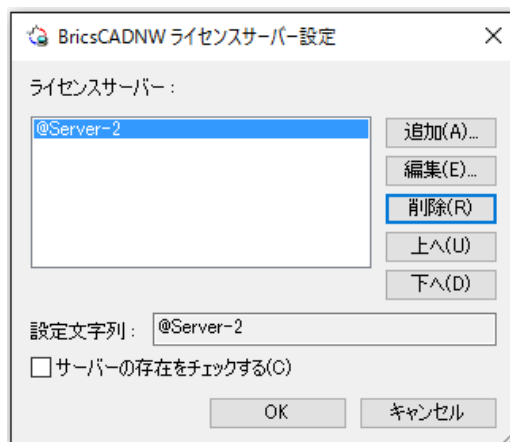 BricsCADNW ライセンスサーバー設定
ライセンスサーバー :
@Server-2
追加(A)...
編集(E)...
削除(R)
上へ(U)
下へ(D)
設定文字列 : @Server-2
サーバーの存在をチェックする(C)
OK キャンセル